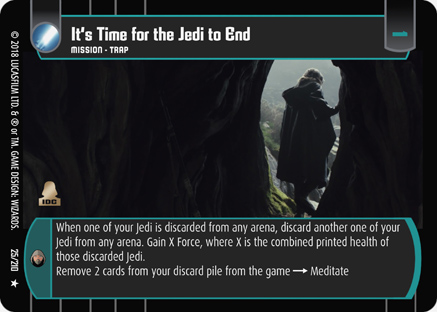 It's Time for the Jedi to End
MISSION - TRAP
IDC
When one of your Jedi is discarded from any arena, discard another one of your
Jedi from any arena. Gain X Force, where X is the combined printed health of
those discarded Jedi.
Remove 2 cards from your discard pile from the game → Meditate
© 2018 LUCASFILM LTD. & ® or TM. GAME DESIGN: WIZARDS.
25/210 ★